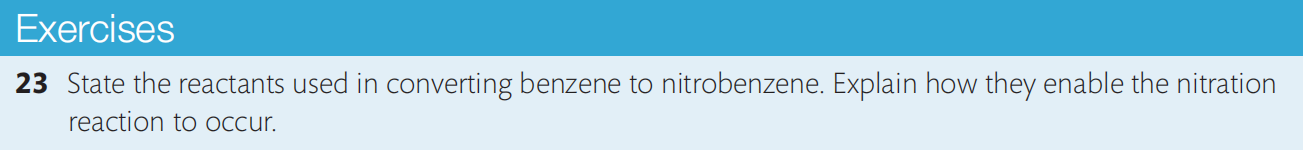 Exercises
23 State the reactants used in converting benzene to nitrobenzene. Explain how they enable the nitration
reaction to occur.